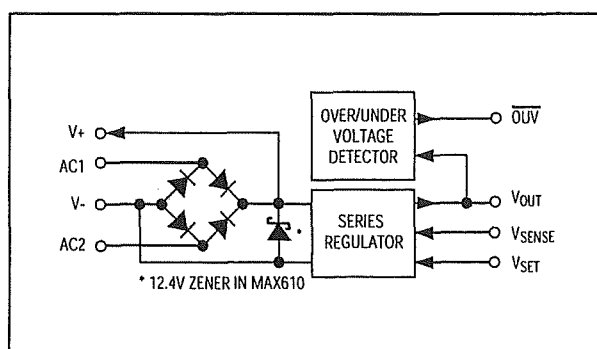 OVER/UNDER
VOLTAGE
DETECTOR
OUV
V+
AC1
V-
AC2
SERIES
REGULATOR
VOUT
VSENSE
VSET
*
* 12.4V ZENER IN MAX610